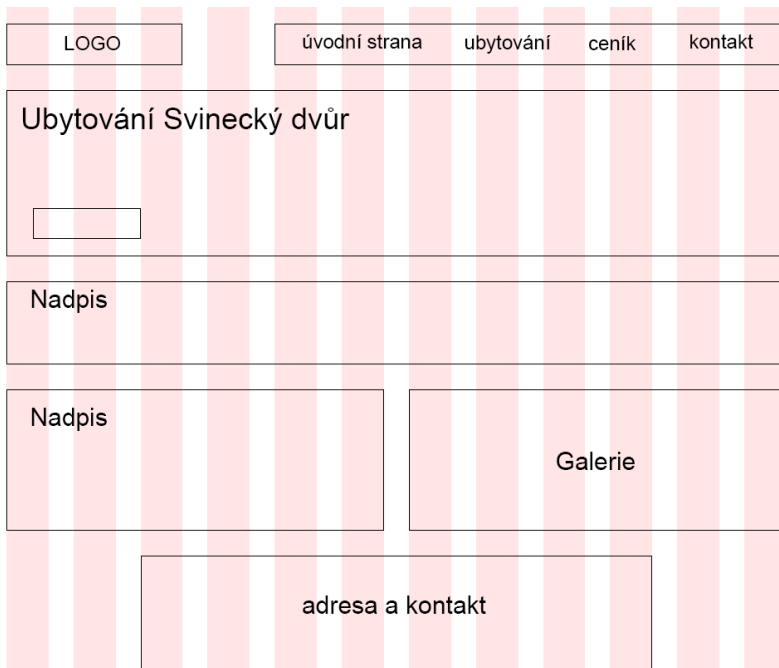 LOGO
úvodní strana ubytování ceník kontakt
Ubytování Svinecký dvůr
Nadpis
Nadpis
Galerie
adresa a kontakt